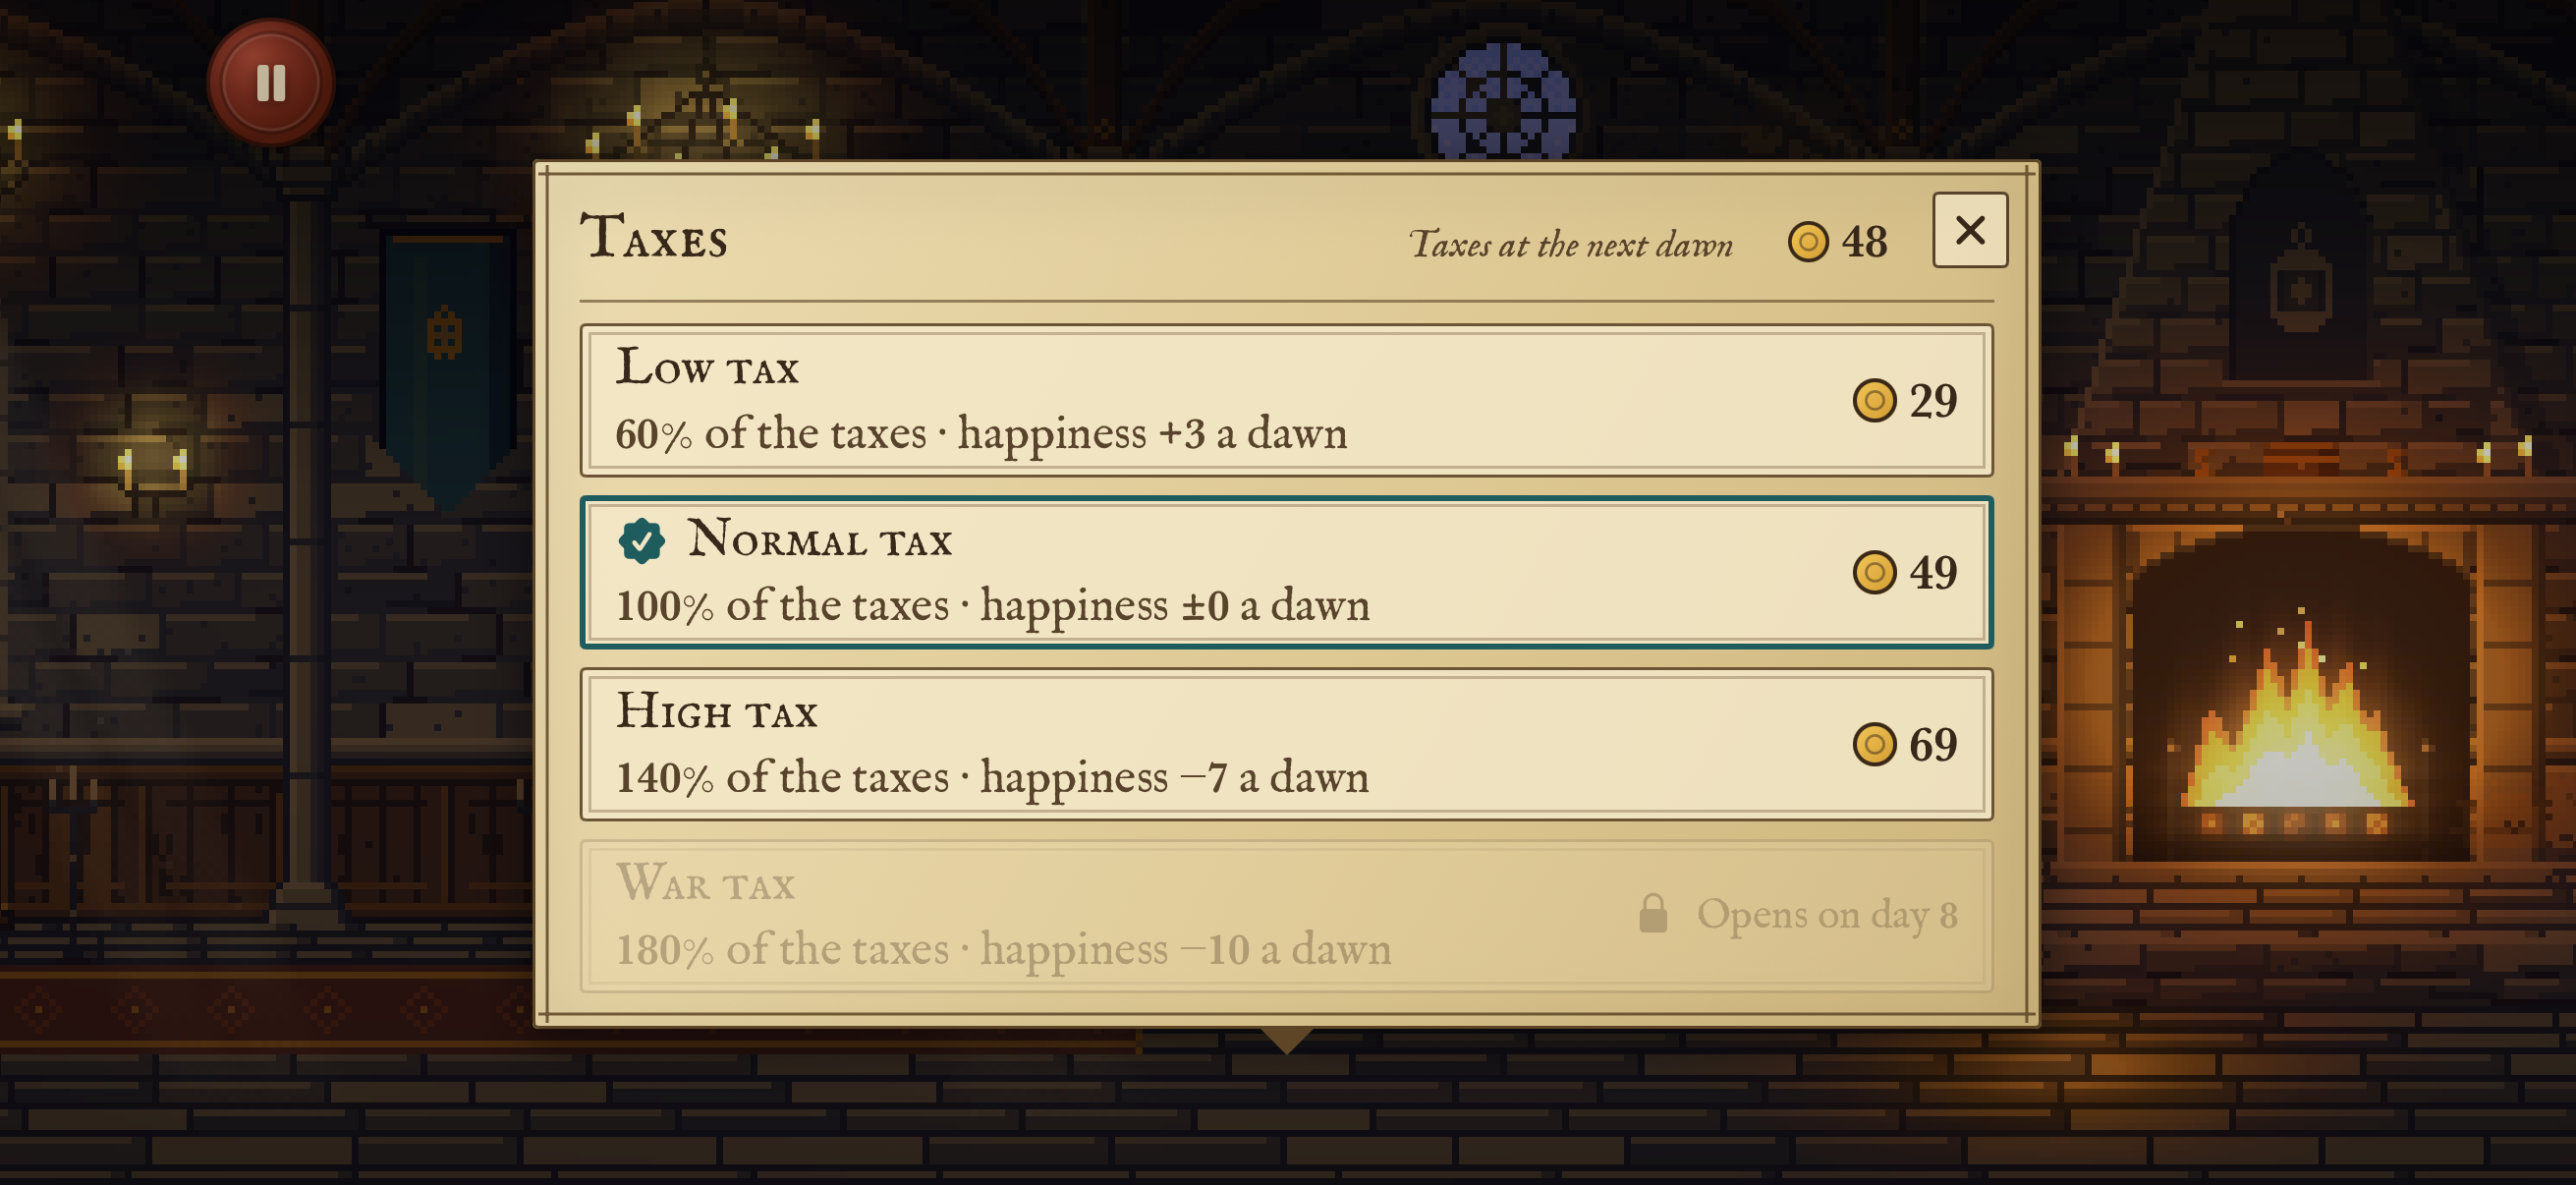 Taxes
Taxes at the next dawn 48
Low tax
60% of the taxes · happiness +3 a dawn
29
Normal tax
100% of the taxes · happiness ±0 a dawn
49
High tax
140% of the taxes · happiness −7 a dawn
69
War tax
180% of the taxes · happiness −10 a dawn
Opens on day 8